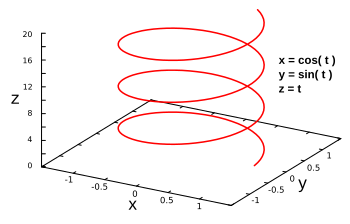 20
16
12
8
4
0
z
x = cos( t )
y = sin( t )
z = t
-1
-0.5
0
0.5
1
x
-1
-0.5
0
0.5
1
y